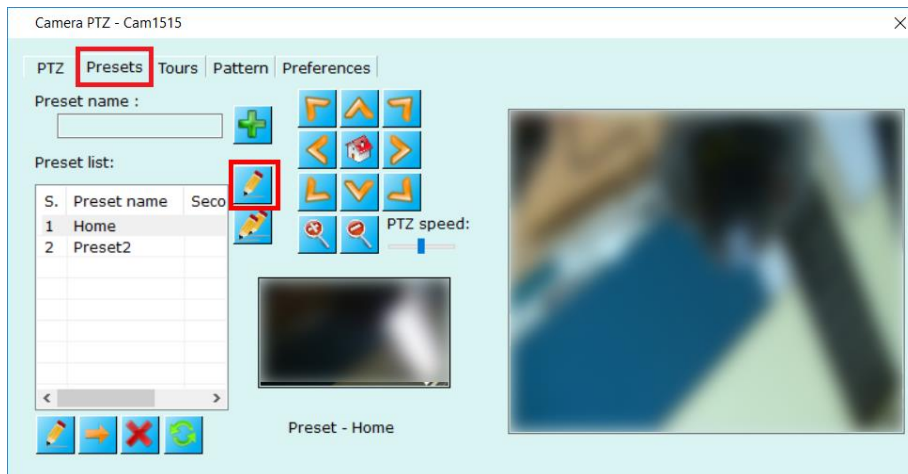 Camera PTZ - Cam1515
PTZ Presets Tours Pattern Preferences
Preset name :
Preset list:
S. Preset name Seco
1 Home
2 Preset2
PTZ speed:
Preset - Home